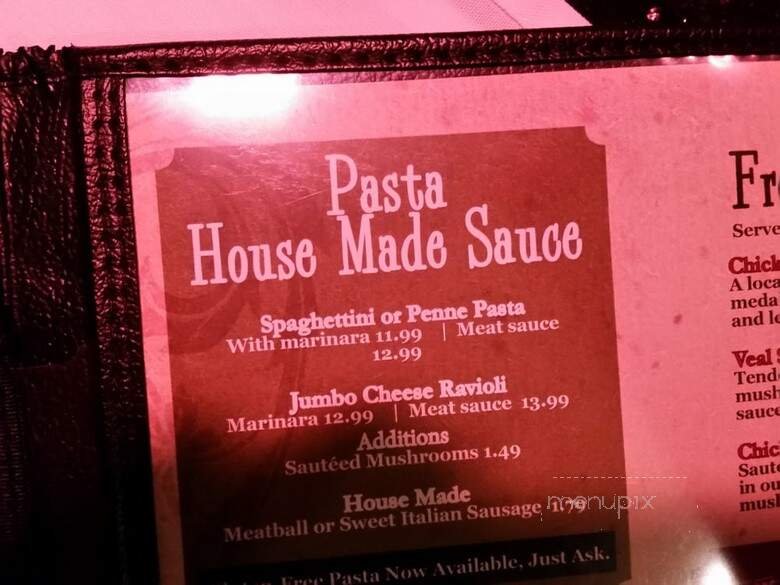 Pasta
House Made Sauce
Spaghettini or Penne Pasta
With marinara 11.99 | Meat sauce
12.99
Jumbo Cheese Ravioli
Marinara 12.99 | Meat sauce 13.99
Additions
Sautéed Mushrooms 1.49
House Made
Meatball or Sweet Italian Sausage 1.79
Free Pasta Now Available, Just Ask.
menupix
Fr
Serve
Chick
A loca
meda
and le
Veal S
Tend
mush
sauce
Chic
Saute
in ou
mush